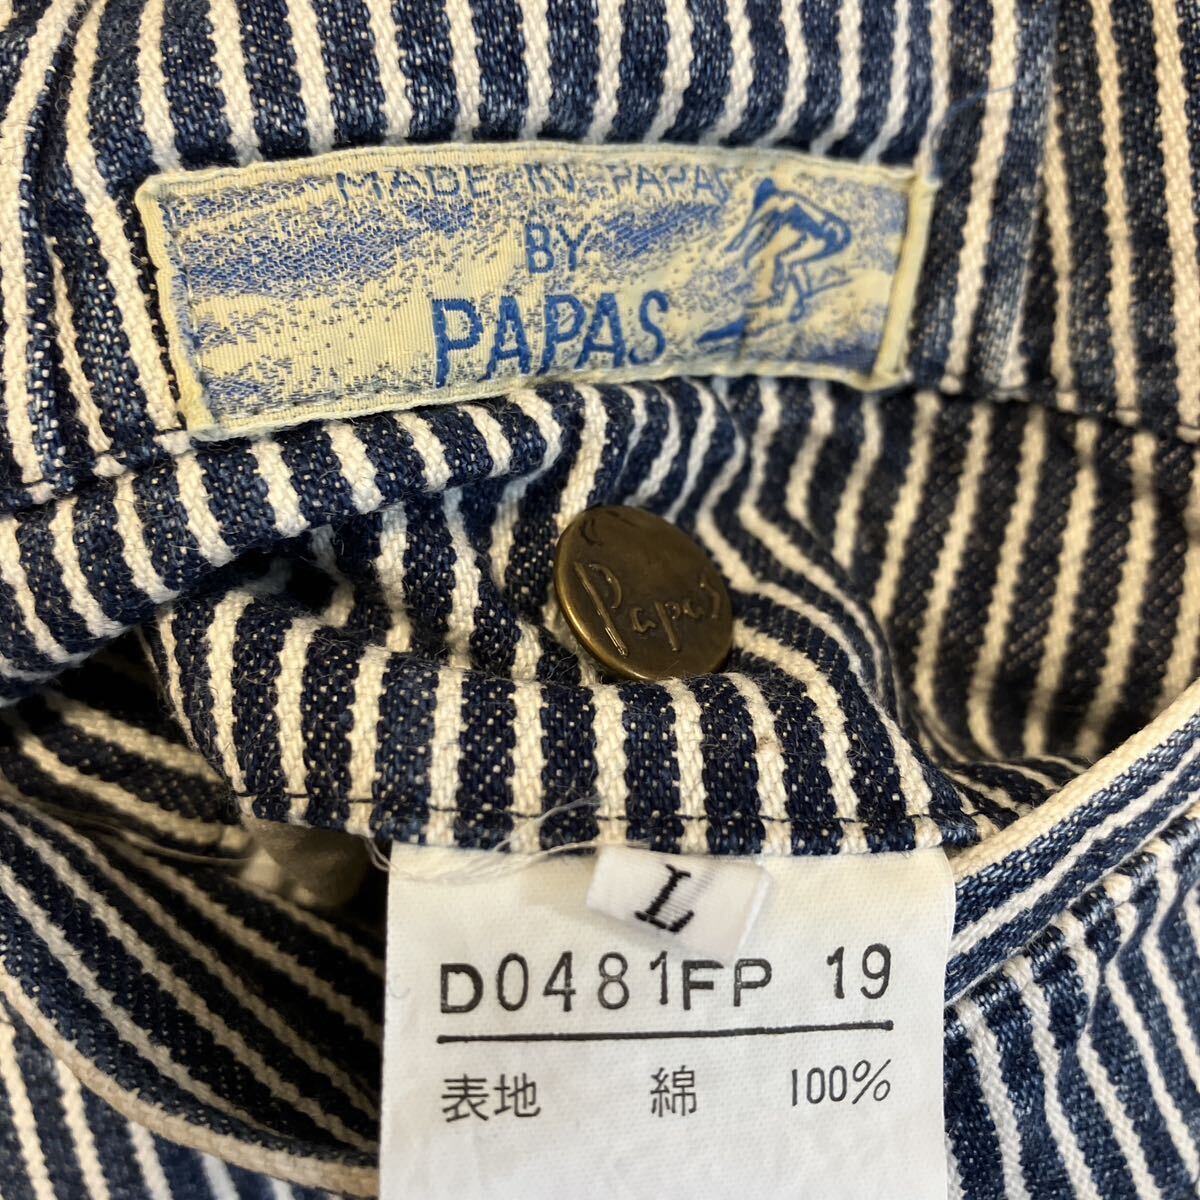 MADE IN PAPAS
BY
PAPAS
Papas
L
D0481FP 19
表地 綿 100%